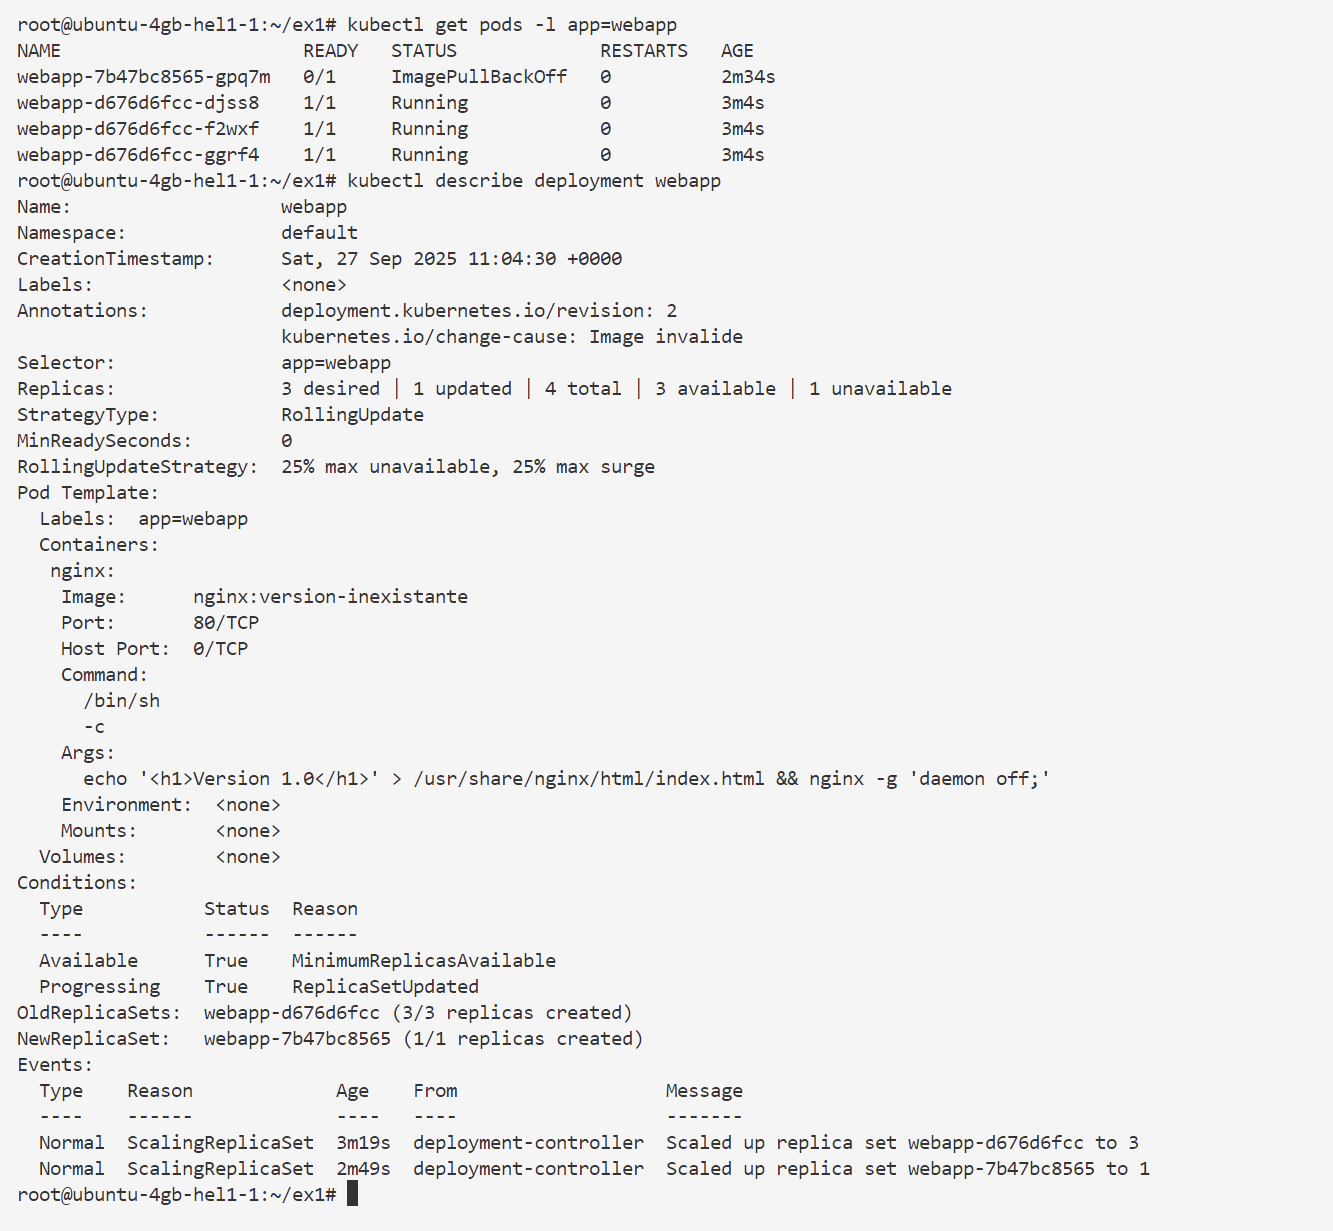 root@ubuntu-4gb-hel1-1:~/ex1# kubectl get pods -l app=webapp
NAME                      READY   STATUS             RESTARTS   AGE
webapp-7b47bc8565-gpq7m   0/1     ImagePullBackOff   0          2m34s
webapp-d676d6fcc-djss8    1/1     Running            0          3m4s
webapp-d676d6fcc-f2wxf    1/1     Running            0          3m4s
webapp-d676d6fcc-ggrf4    1/1     Running            0          3m4s
root@ubuntu-4gb-hel1-1:~/ex1# kubectl describe deployment webapp
Name:                   webapp
Namespace:              default
CreationTimestamp:      Sat, 27 Sep 2025 11:04:30 +0000
Labels:                 <none>
Annotations:            deployment.kubernetes.io/revision: 2
                        kubernetes.io/change-cause: Image invalide
Selector:               app=webapp
Replicas:               3 desired | 1 updated | 4 total | 3 available | 1 unavailable
StrategyType:           RollingUpdate
MinReadySeconds:        0
RollingUpdateStrategy:  25% max unavailable, 25% max surge
Pod Template:
  Labels:  app=webapp
  Containers:
   nginx:
    Image:      nginx:version-inexistante
    Port:       80/TCP
    Host Port:  0/TCP
    Command:
      /bin/sh
      -c
    Args:
      echo '<h1>Version 1.0</h1>' > /usr/share/nginx/html/index.html && nginx -g 'daemon off;'
    Environment:  <none>
    Mounts:       <none>
  Volumes:        <none>
Conditions:
  Type           Status  Reason
  ----           ------  ------
  Available      True    MinimumReplicasAvailable
  Progressing    True    ReplicaSetUpdated
OldReplicaSets:  webapp-d676d6fcc (3/3 replicas created)
NewReplicaSet:   webapp-7b47bc8565 (1/1 replicas created)
Events:
  Type    Reason             Age    From                   Message
  ----    ------             ----   ----                   -------
  Normal  ScalingReplicaSet  3m19s  deployment-controller  Scaled up replica set webapp-d676d6fcc to 3
  Normal  ScalingReplicaSet  2m49s  deployment-controller  Scaled up replica set webapp-7b47bc8565 to 1
root@ubuntu-4gb-hel1-1:~/ex1#